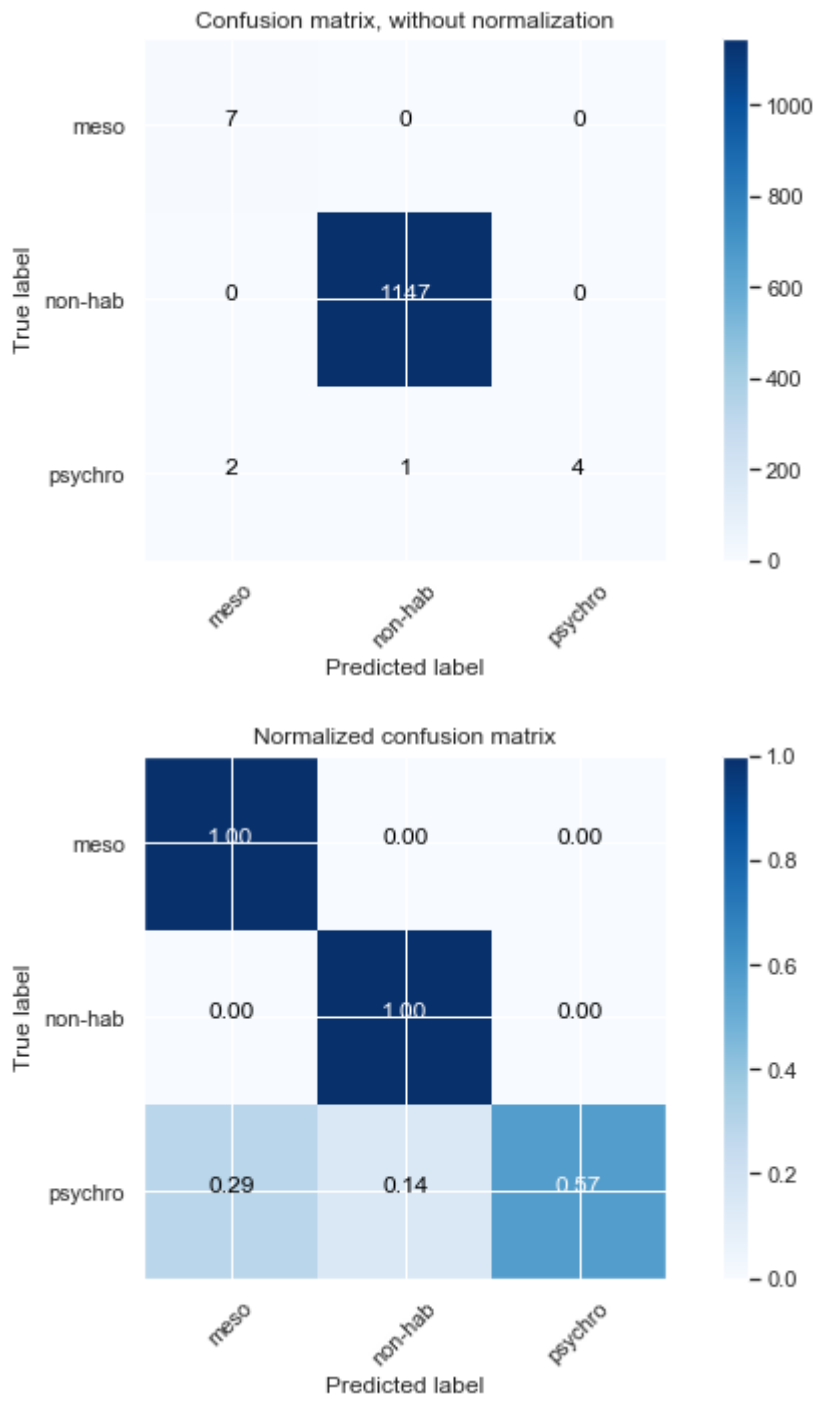 Confusion matrix, without normalization
meso
7 0 0
1000
800
True label
non-hab
0 1147 0
600
400
psychro
2 1 4
200
0
meso
non-hab
psychro
Predicted label
Normalized confusion matrix
1.0
meso
1.00 0.00 0.00
0.8
True label
non-hab
0.00 1.00 0.00
0.6
0.4
psychro
0.29 0.14 0.57
0.2
0.0
meso
non-hab
psychro
Predicted label